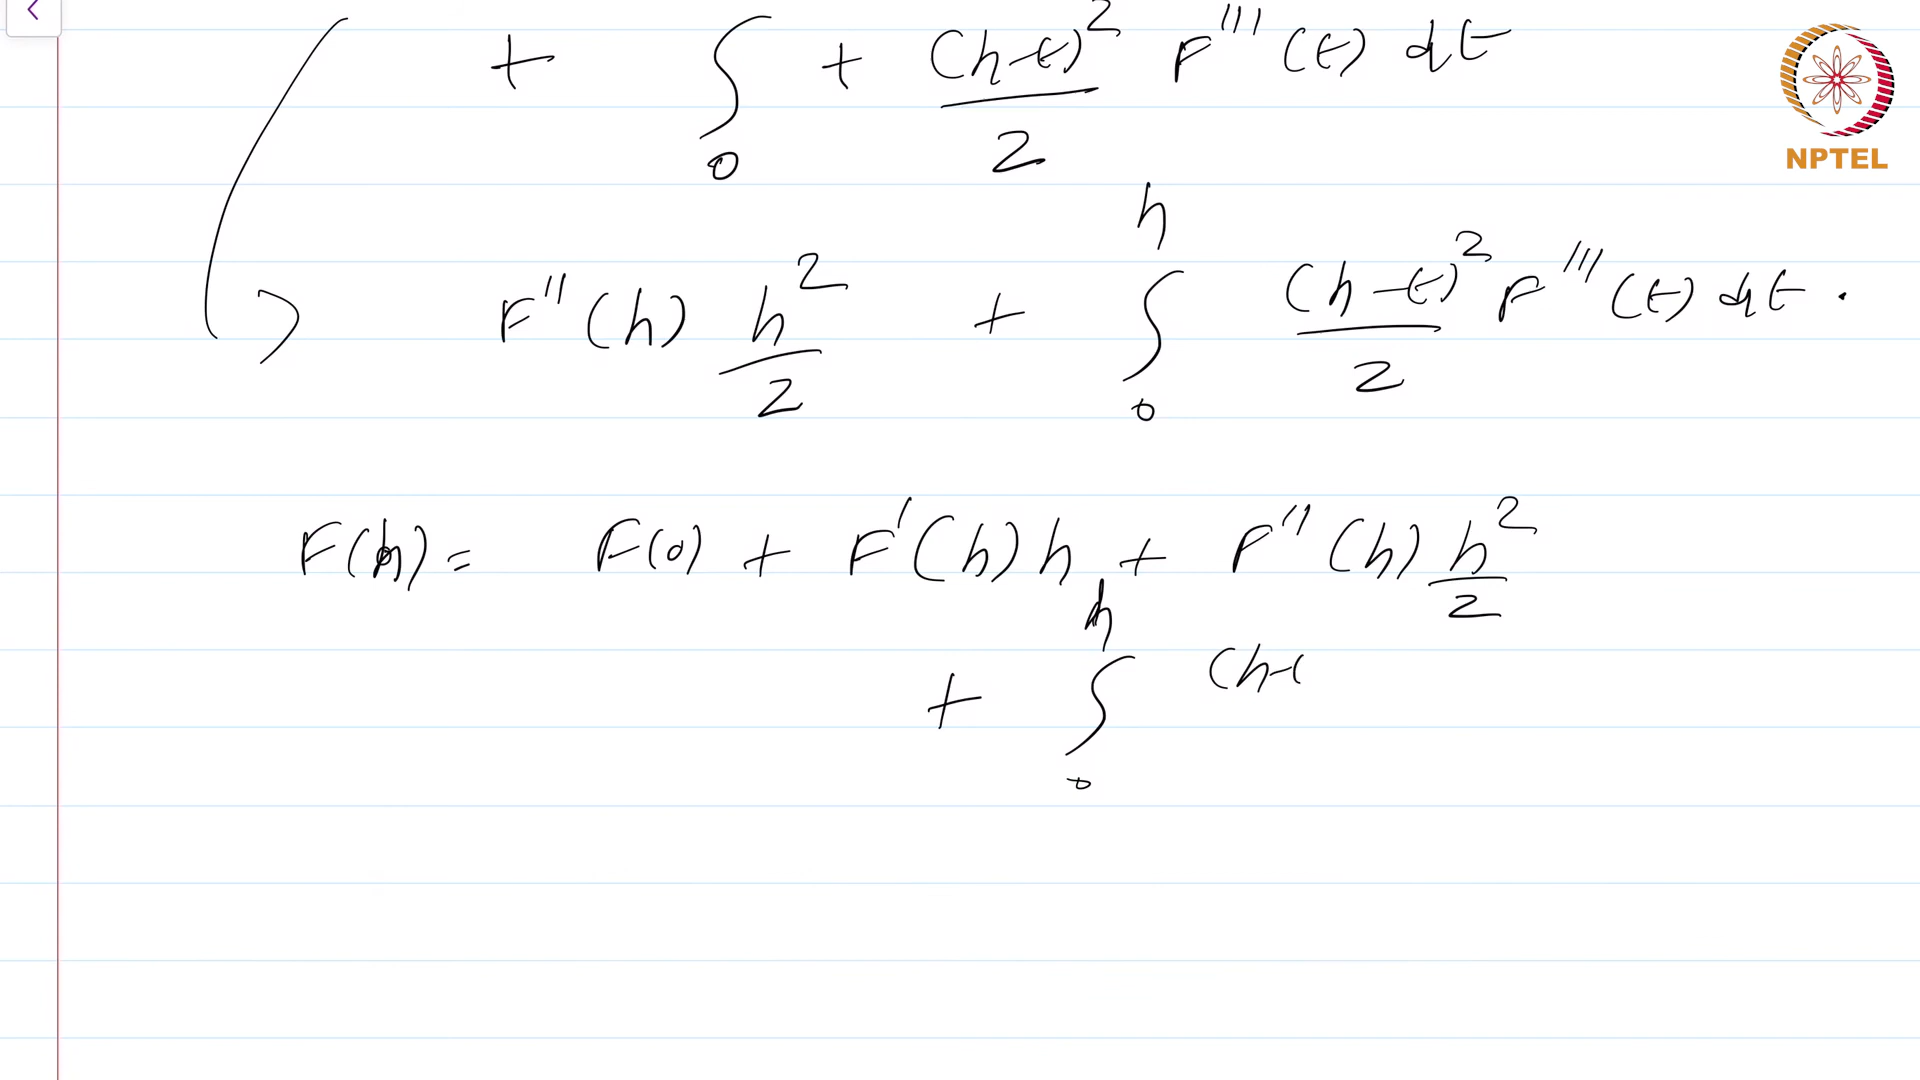 + ∫₀ + (h-t)²/2 F'''(t) dt
NPTEL
F''(h) h²/2 + ∫₀ʰ (h-t)²/2 F'''(t) dt .
F(h) = F(0) + F'(h) h + F''(h) h²/2
+ ∫₀ʰ (h-(